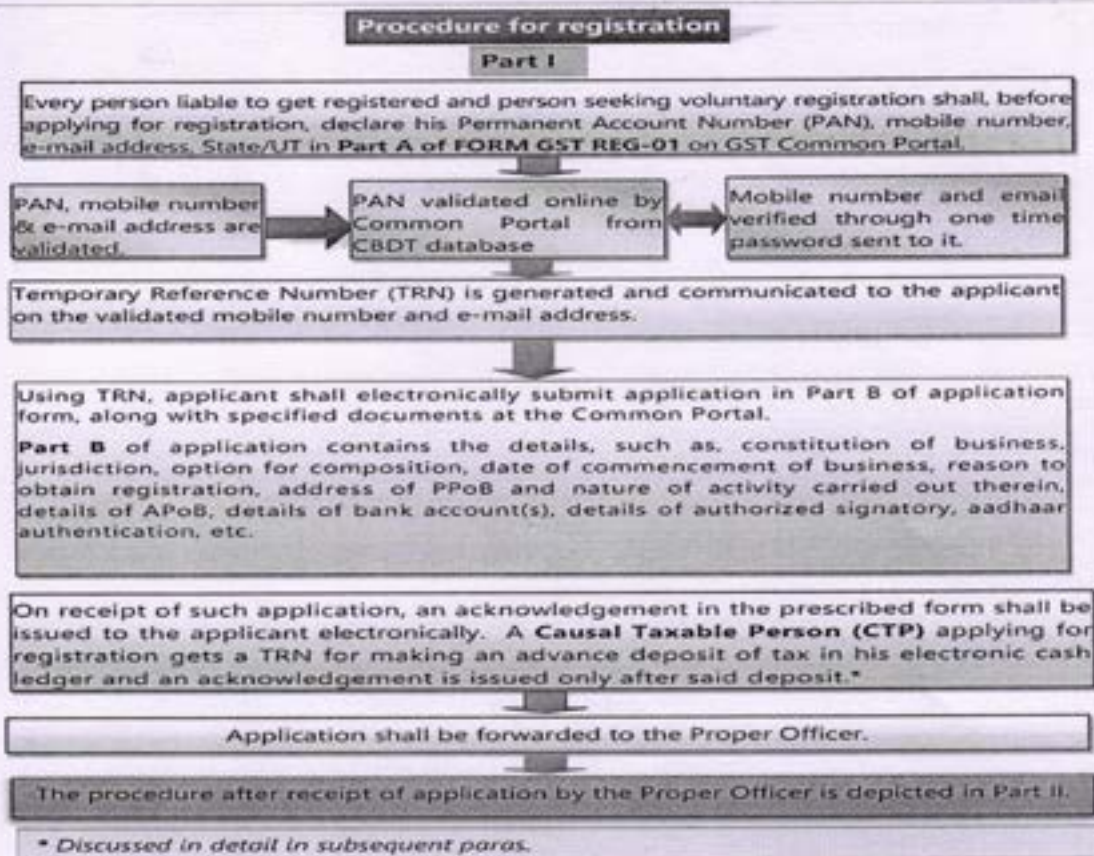 Procedure for registration
Part I
Every person liable to get registered and person seeking voluntary registration shall, before
applying for registration, declare his Permanent Account Number (PAN), mobile number,
e-mail address, State/UT in Part A of FORM GST REG-01 on GST Common Portal.
PAN, mobile number
& e-mail address are
validated.
PAN validated online by
Common Portal from
CBDT database
Mobile number and email
verified through one time
password sent to it.
Temporary Reference Number (TRN) is generated and communicated to the applicant
on the validated mobile number and e-mail address.
Using TRN, applicant shall electronically submit application in Part B of application
form, along with specified documents at the Common Portal.
Part B of application contains the details, such as, constitution of business,
jurisdiction, option for composition, date of commencement of business, reason to
obtain registration, address of PPoB and nature of activity carried out therein,
details of APoB, details of bank account(s), details of authorized signatory, aadhaar
authentication, etc.
On receipt of such application, an acknowledgement in the prescribed form shall be
issued to the applicant electronically. A Causal Taxable Person (CTP) applying for
registration gets a TRN for making an advance deposit of tax in his electronic cash
ledger and an acknowledgement is issued only after said deposit.*
Application shall be forwarded to the Proper Officer.
The procedure after receipt of application by the Proper Officer is depicted in Part II.
* Discussed in detail in subsequent paras.